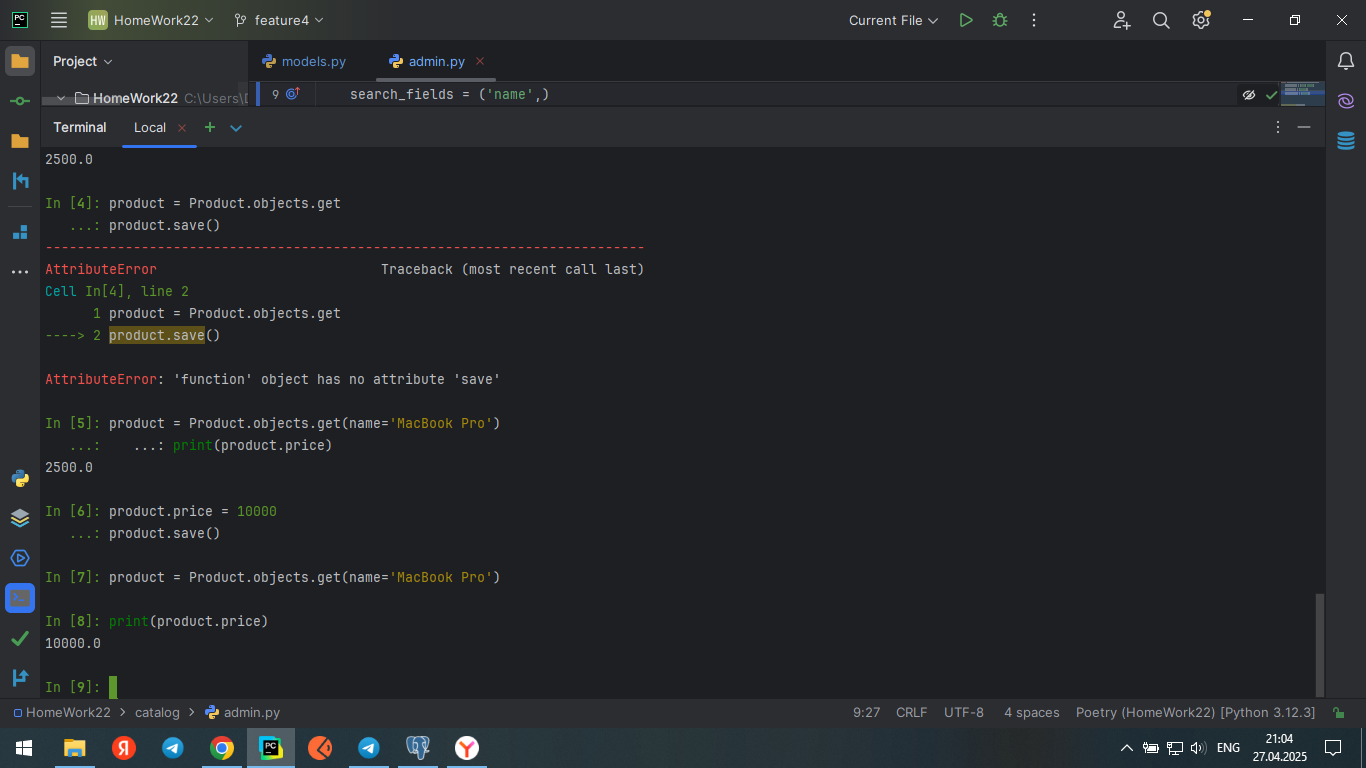 PC HW HomeWork22 feature4 Current File
Project models.py admin.py
HomeWork22 C:\Users\D 9 search_fields = ('name',)
Terminal Local
2500.0
In [4]: product = Product.objects.get
...: product.save()
---------------------------------------------------------------------------
AttributeError Traceback (most recent call last)
Cell In[4], line 2
1 product = Product.objects.get
----> 2 product.save()
AttributeError: 'function' object has no attribute 'save'
In [5]: product = Product.objects.get(name='MacBook Pro')
...: ...: print(product.price)
2500.0
In [6]: product.price = 10000
...: product.save()
In [7]: product = Product.objects.get(name='MacBook Pro')
In [8]: print(product.price)
10000.0
In [9]:
HomeWork22 > catalog > admin.py 9:27 CRLF UTF-8 4 spaces Poetry (HomeWork22) [Python 3.12.3]
Я PC Y ENG 21:04
27.04.2025